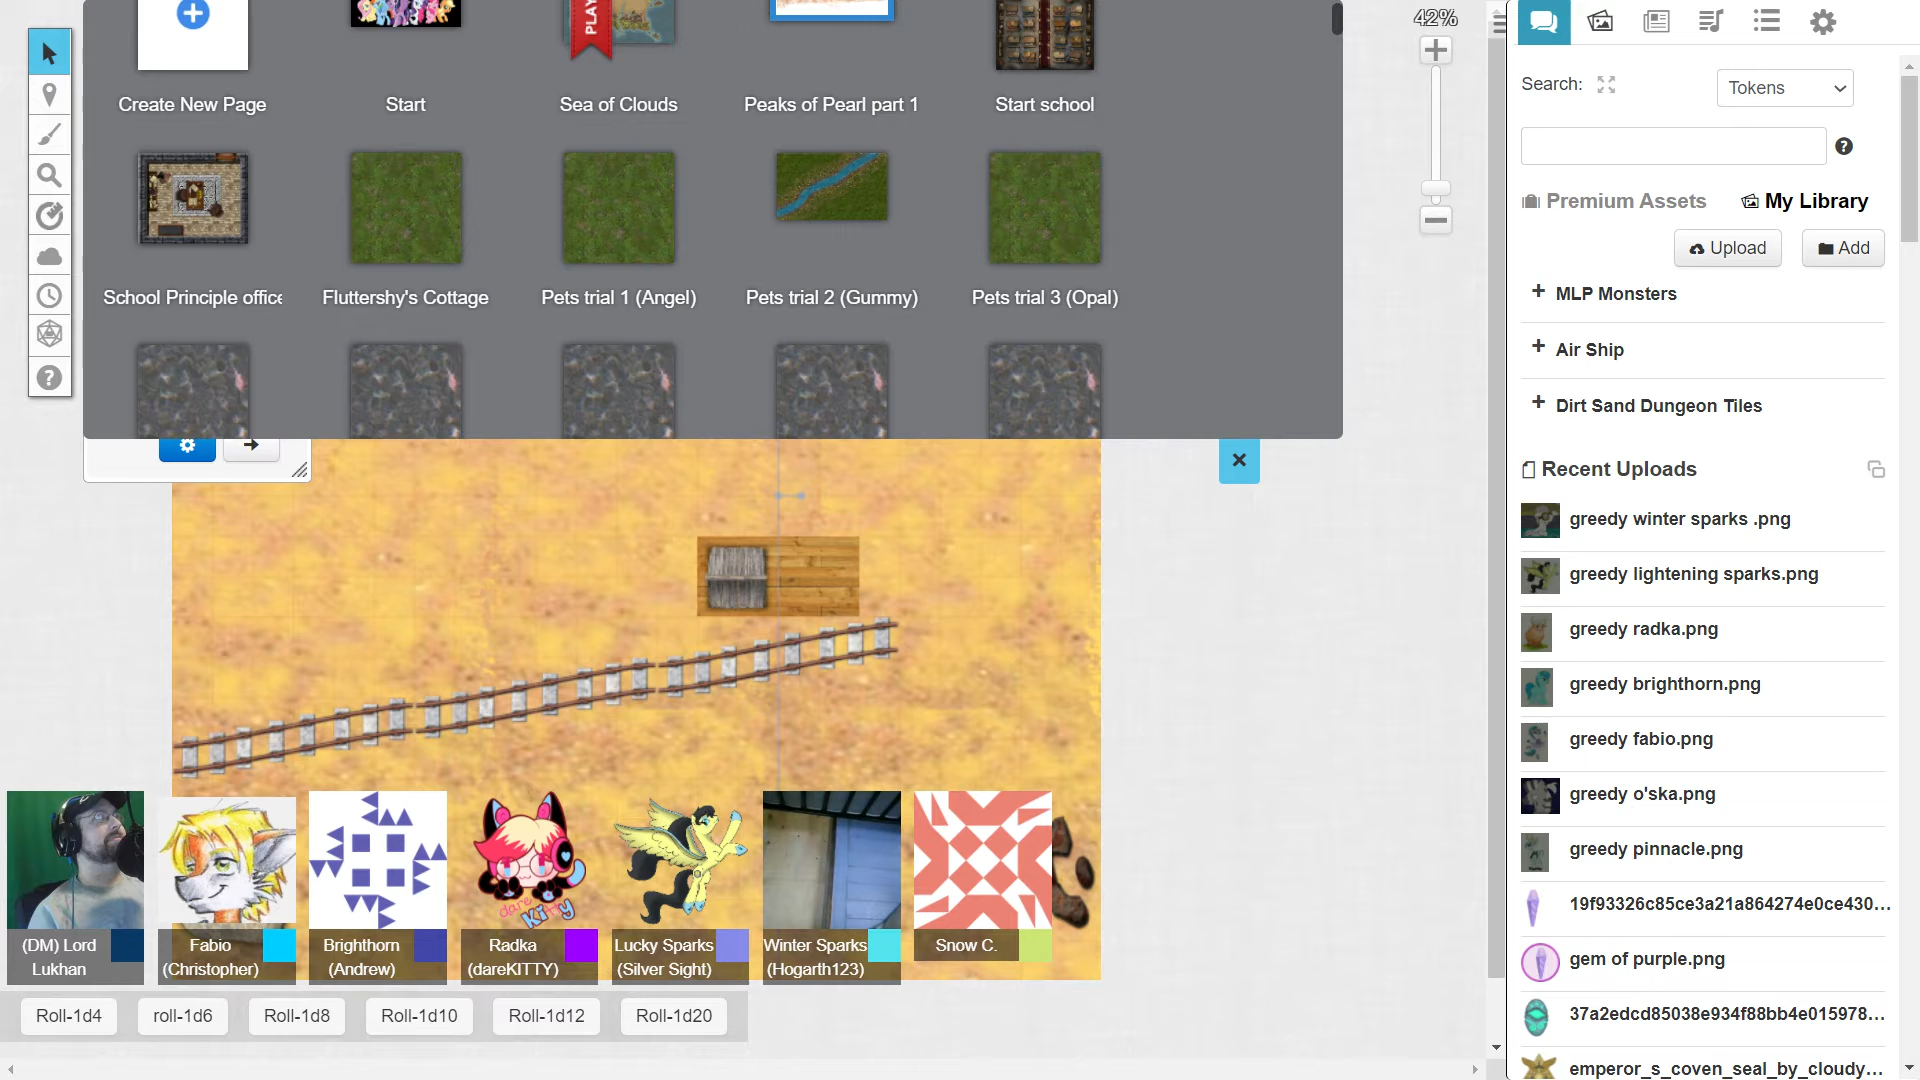 PLAY
42%
Create New Page
Start
Sea of Clouds
Peaks of Pearl part 1
Start school
School Principle office
Fluttershy's Cottage
Pets trial 1 (Angel)
Pets trial 2 (Gummy)
Pets trial 3 (Opal)
Search:
Tokens
Premium Assets
My Library
Upload
Add
MLP Monsters
Air Ship
Dirt Sand Dungeon Tiles
Recent Uploads
greedy winter sparks .png
greedy lightening sparks.png
greedy radka.png
greedy brighthorn.png
greedy fabio.png
greedy o'ska.png
greedy pinnacle.png
19f93326c85ce3a21a864274e0ce430...
gem of purple.png
37a2edcd85038e934f88bb4e015978...
emperor_s_coven_seal_by_cloudy...
dare
Kitty
(DM) Lord
Lukhan
Fabio
(Christopher)
Brighthorn
(Andrew)
Radka
(dareKITTY)
Lucky Sparks
(Silver Sight)
Winter Sparks
(Hogarth123)
Snow C.
Roll-1d4
roll-1d6
Roll-1d8
Roll-1d10
Roll-1d12
Roll-1d20